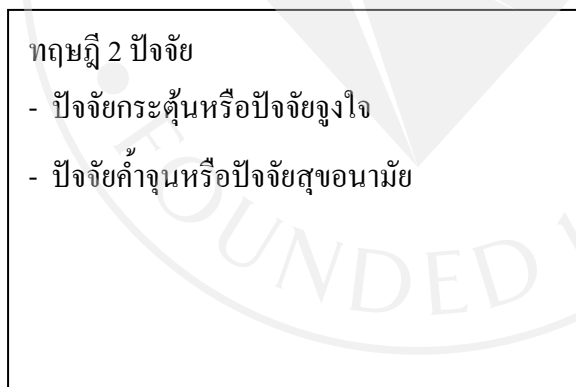 ทฤษฎี 2 ปัจจัย
- ปัจจัยกระตุ้นหรือปัจจัยจูงใจ
- ปัจจัยค้ำจุนหรือปัจจัยสุขอนามัย
FOUNDED